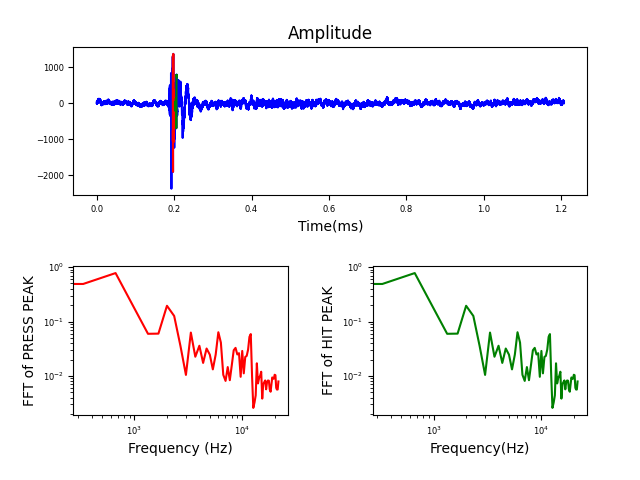 Amplitude
1000
0
−1000
−2000
0.0 0.2 0.4 0.6 0.8 1.0 1.2
Time(ms)
FFT of PRESS PEAK
10⁰
10⁻¹
10⁻²
10³ 10⁴
Frequency (Hz)
FFT of HIT PEAK
10⁰
10⁻¹
10⁻²
10³ 10⁴
Frequency(Hz)